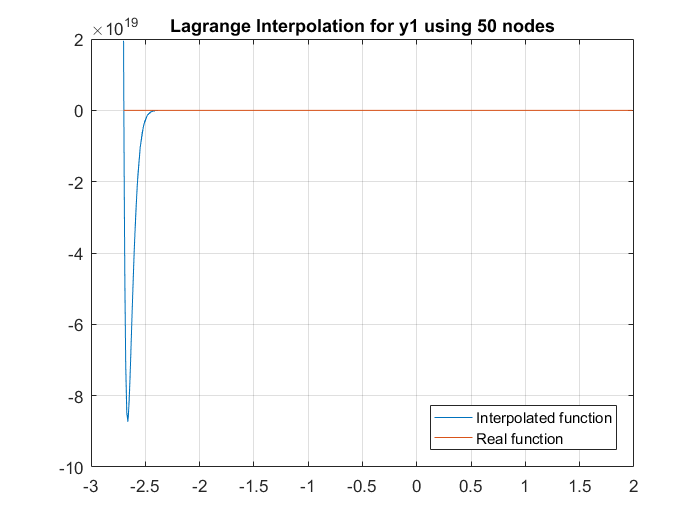 Lagrange Interpolation for y1 using 50 nodes
×10^19
2
0
-2
-4
-6
-8
-10
-3 -2.5 -2 -1.5 -1 -0.5 0 0.5 1 1.5 2
Interpolated function
Real function